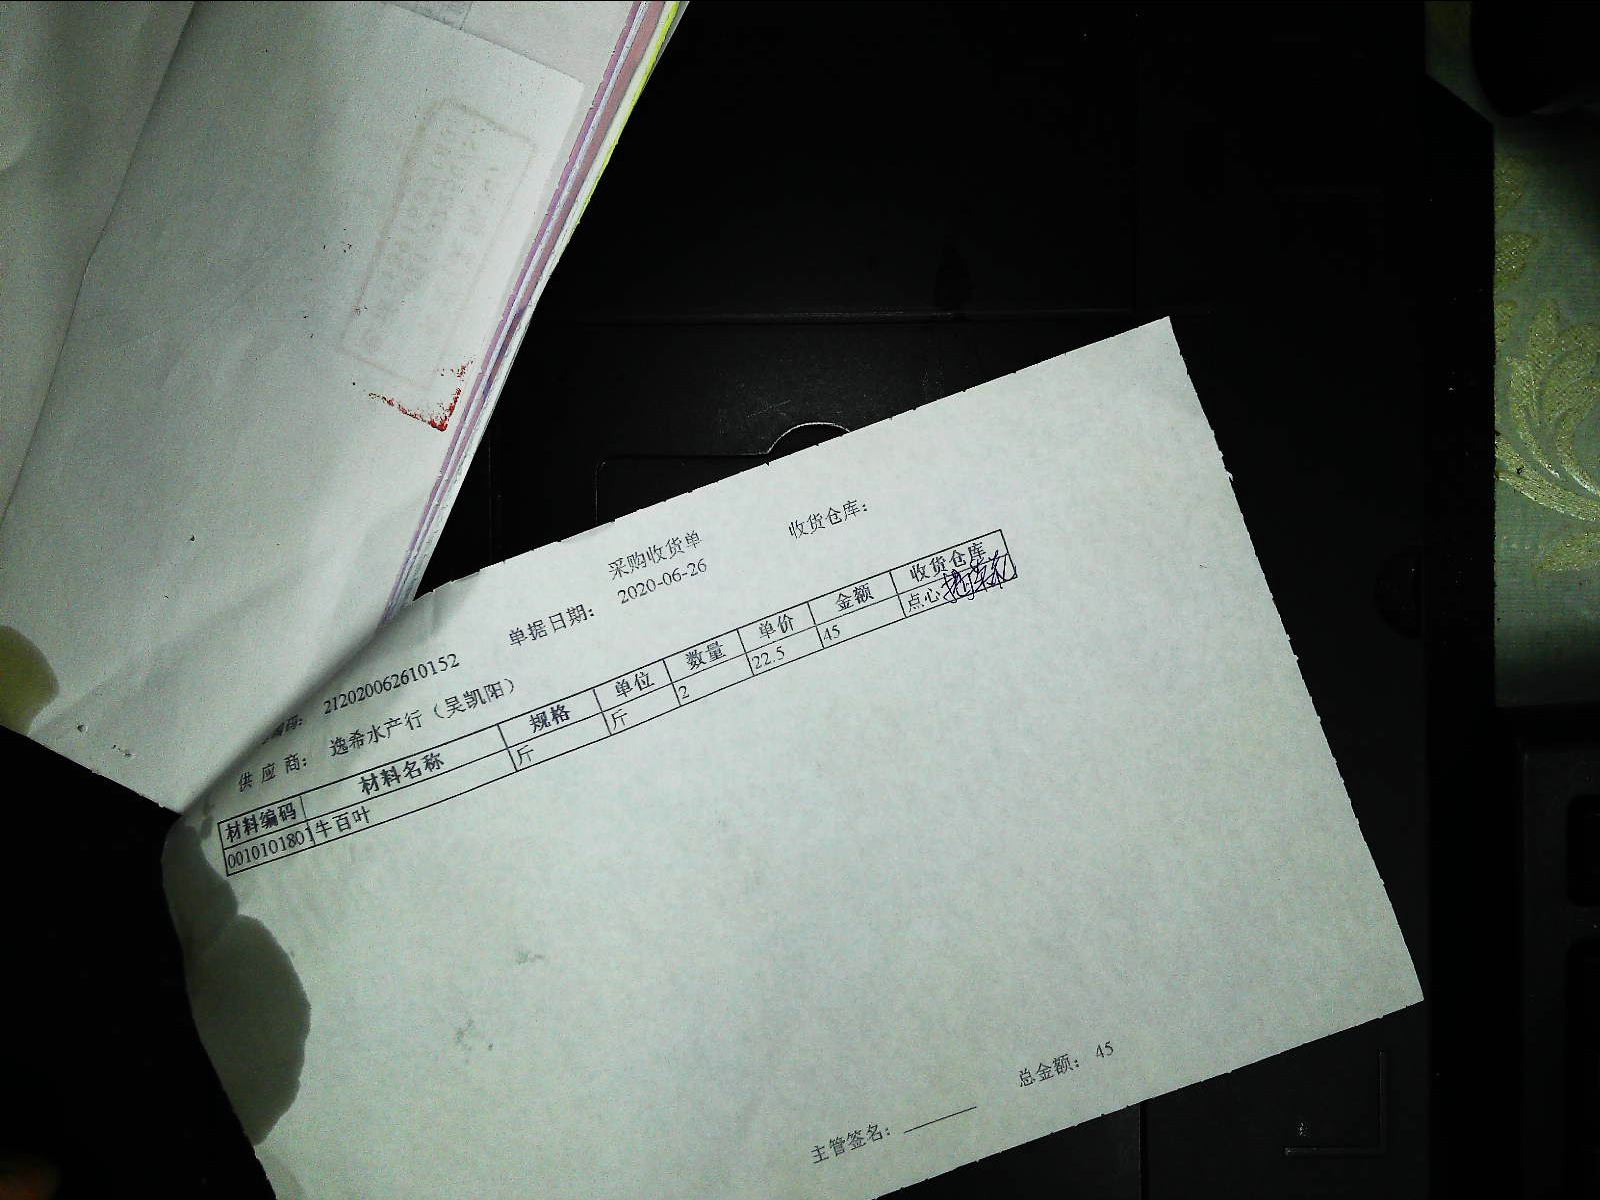 采购收货单
收货仓库：
212020062610152 单据日期： 2020-06-26
供应商： 逸希水产行（吴凯阳）
材料编码 材料名称 规格 单位 数量 单价 金额 收货仓库
0010101801 牛百叶 斤 斤 2 22.5 45 点心
总金额： 45
主管签名：